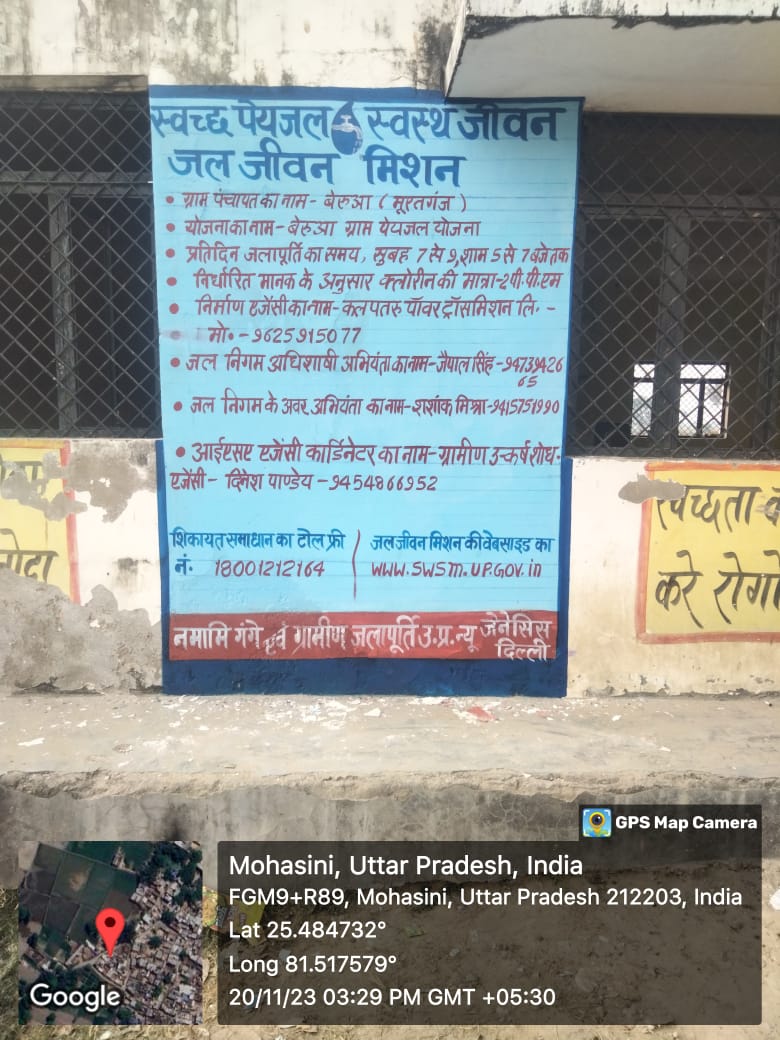 स्वच्छ पेयजल स्वस्थ जीवन
जल जीवन मिशन
• ग्राम पंचायत का नाम - बेरुआ ( मूरतगंज )
• योजना का नाम - बेरुआ ग्राम पेयजल योजना
• प्रतिदिन जलापूर्ति का समय, सुबह 7 से 9, शाम 5 से 7 बजे तक
• निर्धारित मानक के अनुसार क्लोरीन की मात्रा - 2 पी. पी. एम
• निर्माण एजेंसी का नाम - कलपतरु पॉवर ट्रॉसमिशन लि. -
• मो. - 9625915077
• जल निगम अधिशाषी अभियंता का नाम - जैपाल सिंह - 94739426
65
• जल निगम के अवर अभियंता का नाम - शशांक मिश्रा - 9415751990
• आईएसए एजेंसी कार्डिनेटर का नाम - ग्रामीण उत्कर्ष शोध -
एजेंसी - दिनेश पाण्डेय - 9454866952
शिकायत समाधान का टोल फ्री
नं. 18001212164
जल जीवन मिशन की वेबसाइड का
www.swsm.up.gov.in
नमामि गंगे एवं ग्रामीण जलापूर्ति उ.प्र. न्यू जेनेसिस
दिल्ली
स्वच्छता
करे रोगो
GPS Map Camera
Mohasini, Uttar Pradesh, India
FGM9+R89, Mohasini, Uttar Pradesh 212203, India
Lat 25.484732°
Long 81.517579°
20/11/23 03:29 PM GMT +05:30
Google